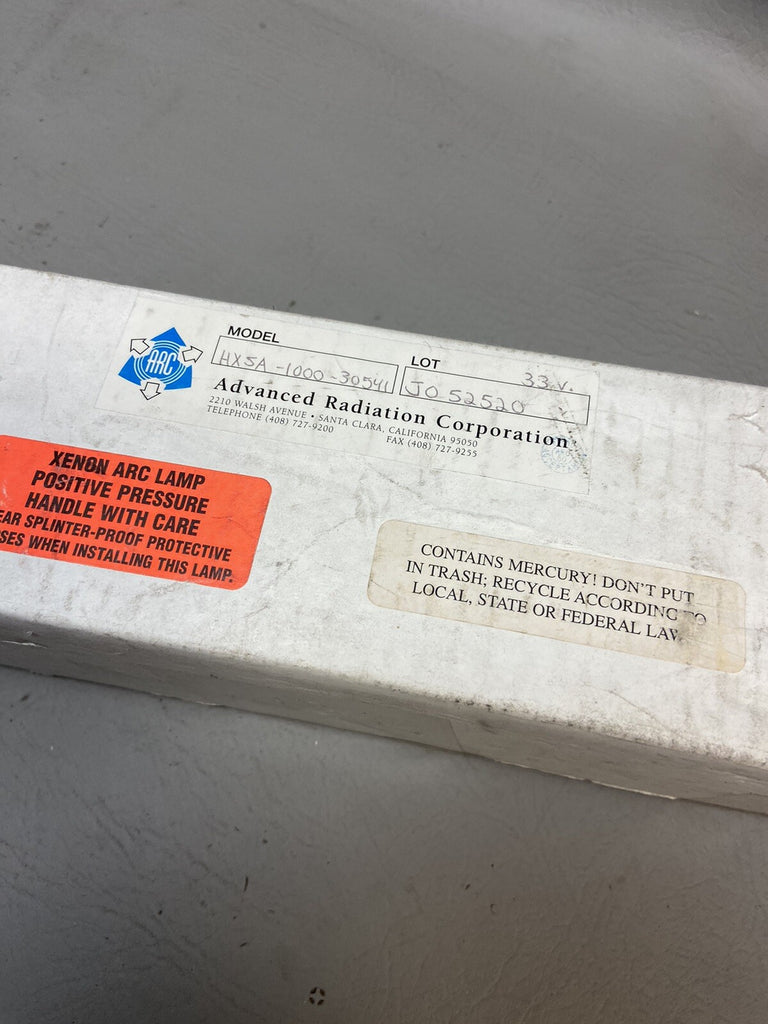 MODEL
HX5A-1000-30541
LOT
33 V.
JO 52520
ARC
Advanced Radiation Corporation
2210 WALSH AVENUE • SANTA CLARA, CALIFORNIA 95050
TELEPHONE (408) 727-9200 FAX (408) 727-9255
XENON ARC LAMP
POSITIVE PRESSURE
HANDLE WITH CARE
EAR SPLINTER-PROOF PROTECTIVE
SES WHEN INSTALLING THIS LAMP.
CONTAINS MERCURY! DON'T PUT
IN TRASH; RECYCLE ACCORDING TO
LOCAL, STATE OR FEDERAL LAW